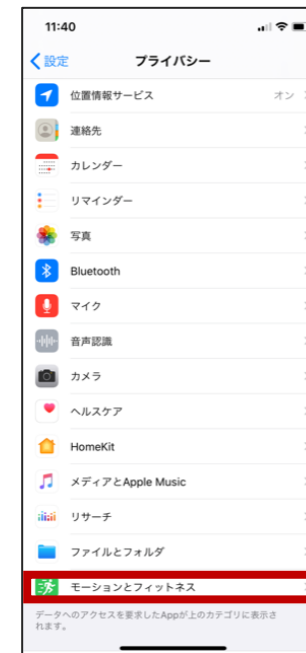 11:40
設定
プライバシー
位置情報サービス オン
連絡先
カレンダー
リマインダー
写真
Bluetooth
マイク
音声認識
カメラ
ヘルスケア
HomeKit
メディアとApple Music
リサーチ
ファイルとフォルダ
モーションとフィットネス
データへのアクセスを要求したAppが上のカテゴリに表示さ
れます。